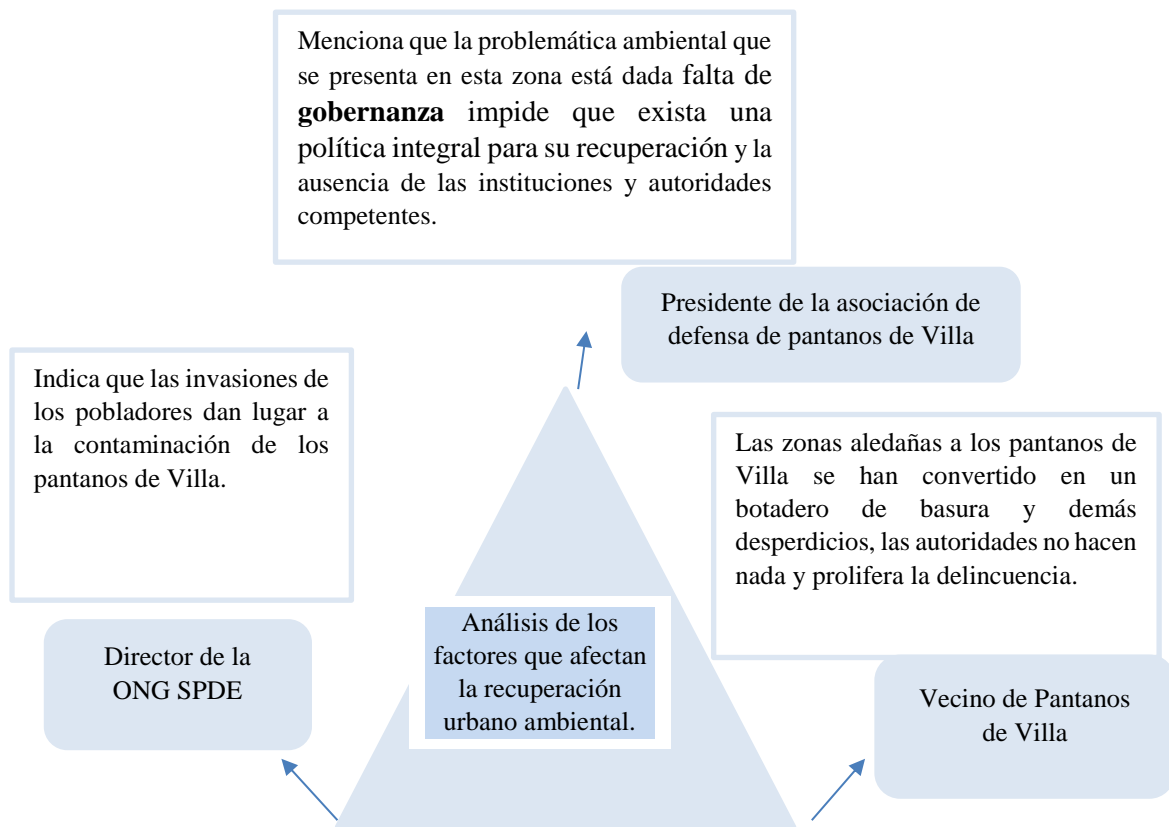 Menciona que la problemática ambiental que
se presenta en esta zona está dada falta de
gobernanza impide que exista una
política integral para su recuperación y la
ausencia de las instituciones y autoridades
competentes.
Presidente de la asociación de
defensa de pantanos de Villa
Indica que las invasiones de
los pobladores dan lugar a
la contaminación de los
pantanos de Villa.
Director de la
ONG SPDE
Las zonas aledañas a los pantanos de
Villa se han convertido en un
botadero de basura y demás
desperdicios, las autoridades no hacen
nada y prolifera la delincuencia.
Vecino de Pantanos
de Villa
Análisis de los
factores que afectan
la recuperación
urbano ambiental.